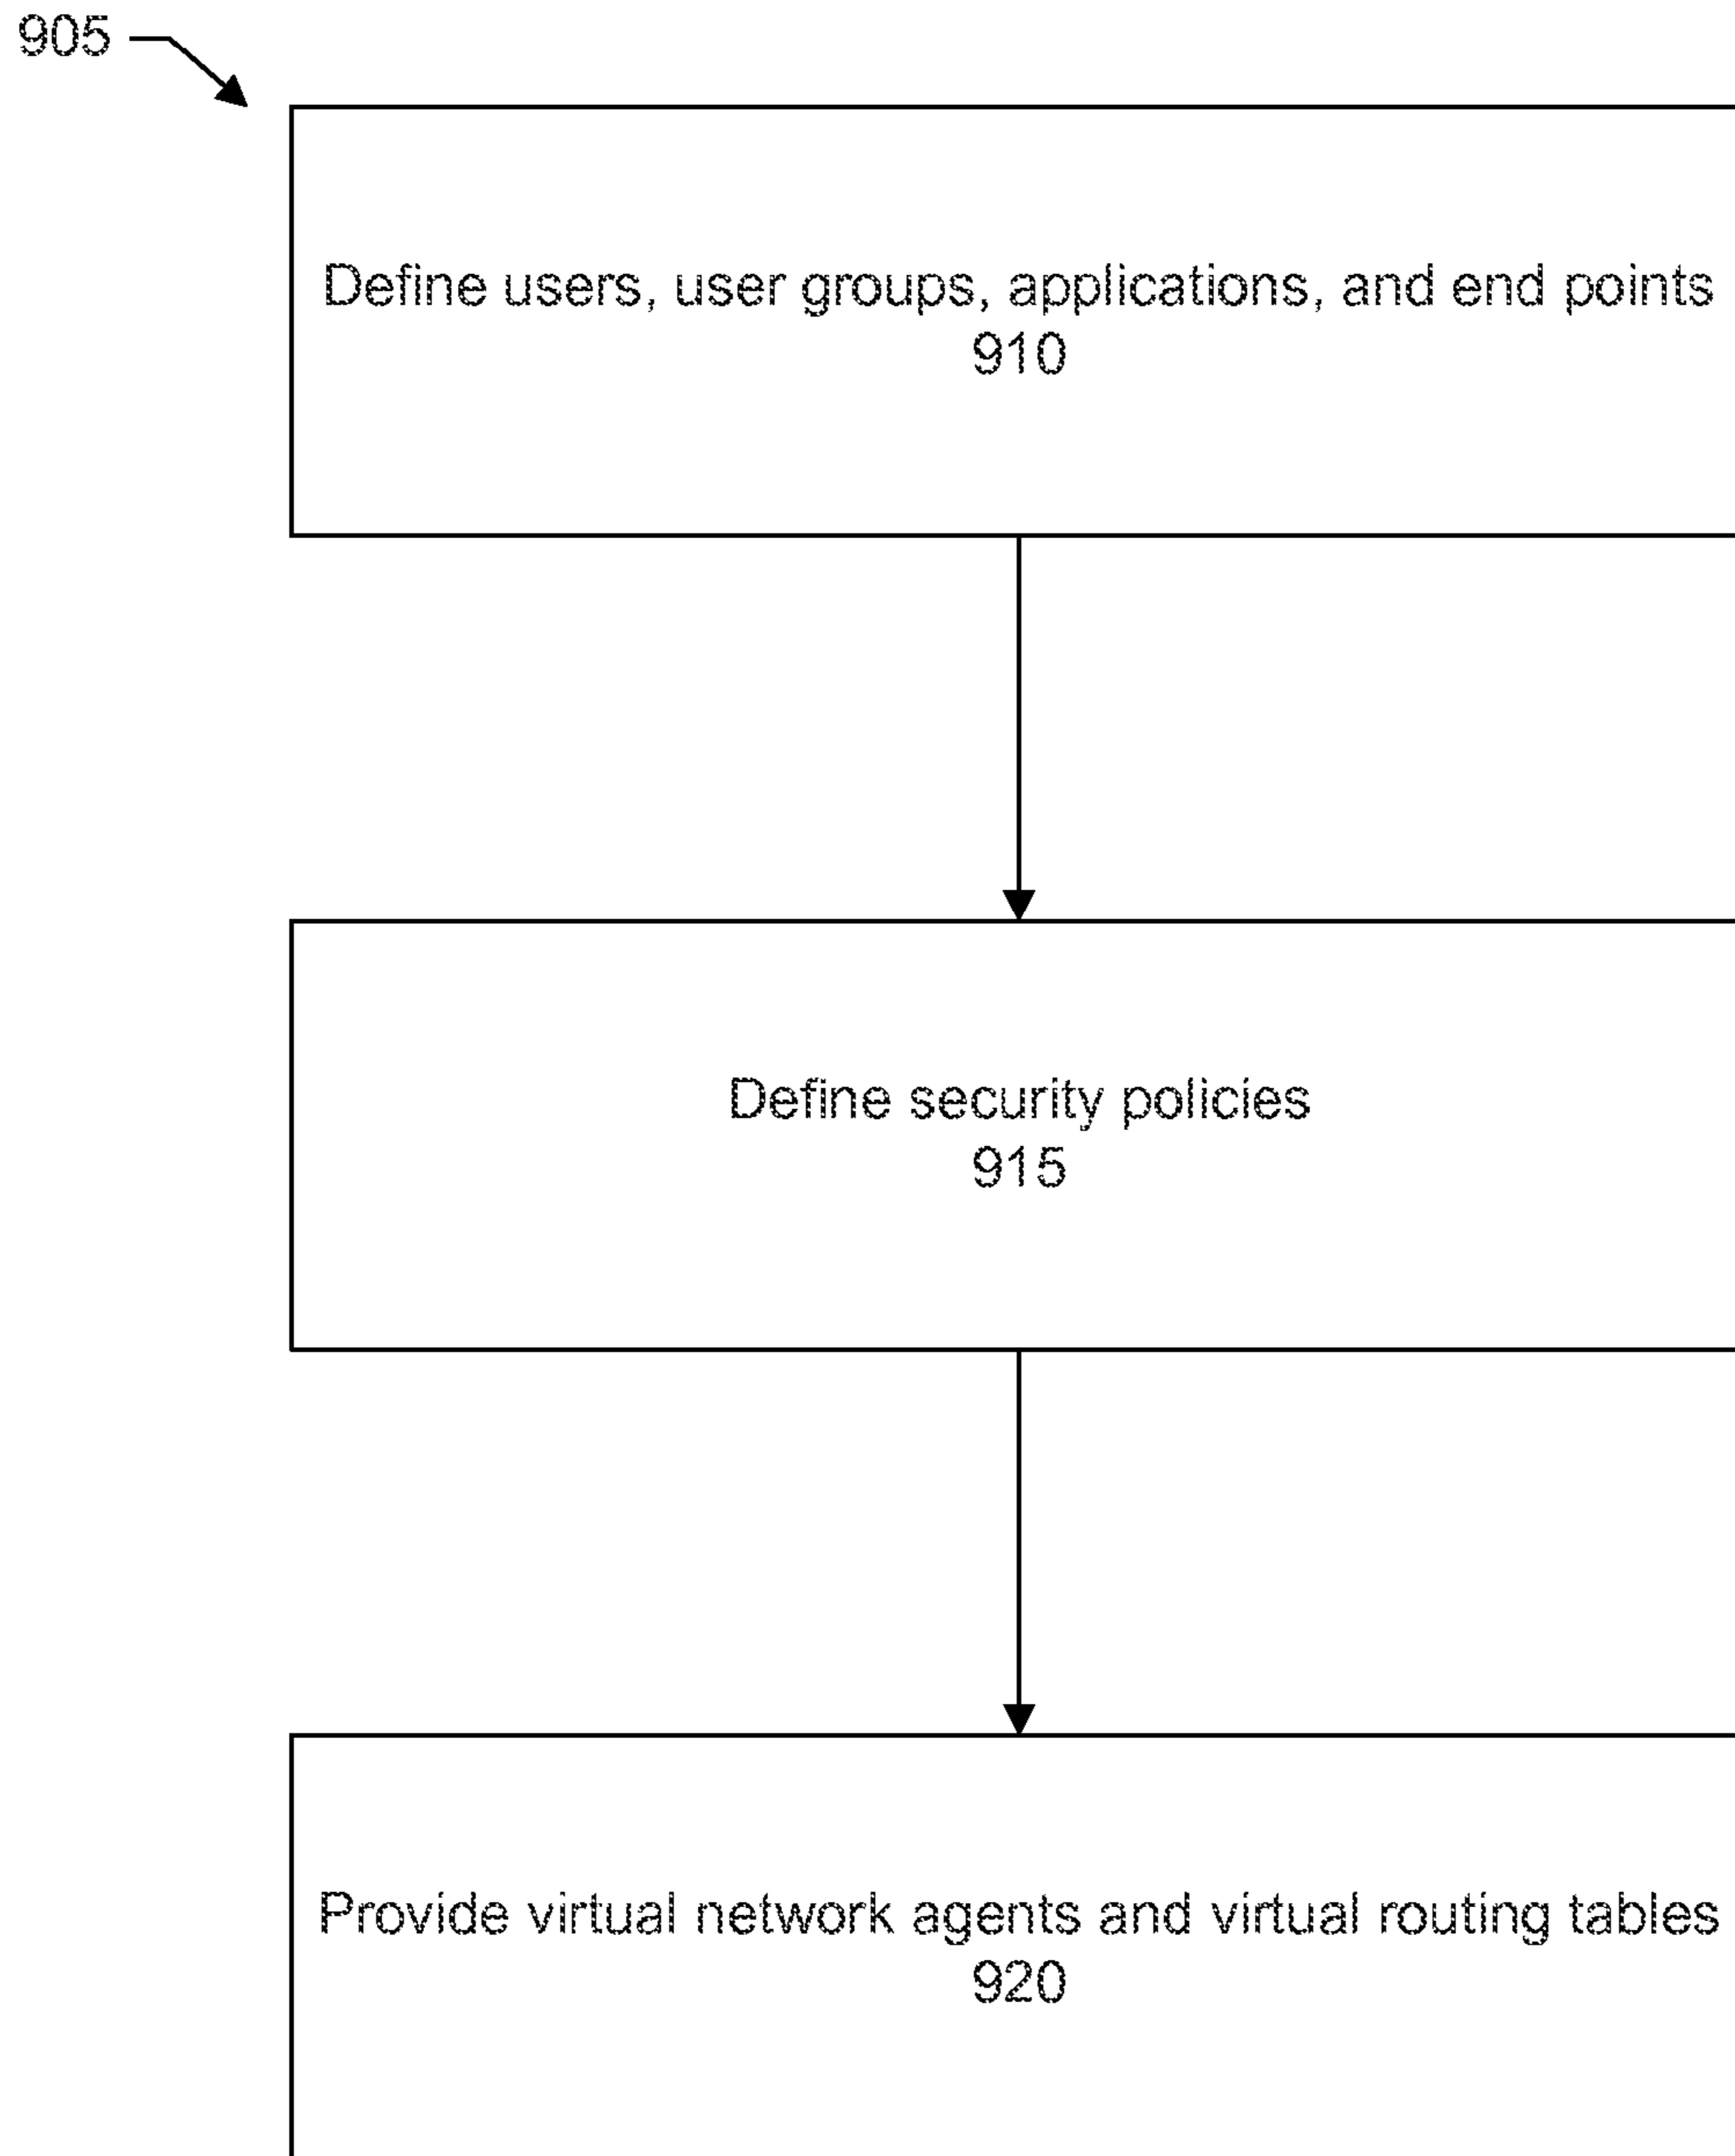 905
Define users, user groups, applications, and end points
910
Define security policies
915
Provide virtual network agents and virtual routing tables
920